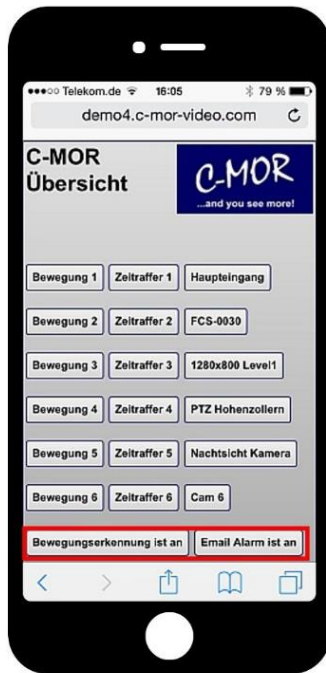 Telekom.de 16:05 79 %
demo4.c-mor-video.com
C-MOR
Übersicht
C-MOR
...and you see more!
Bewegung 1 Zeitraffer 1 Haupteingang
Bewegung 2 Zeitraffer 2 FCS-0030
Bewegung 3 Zeitraffer 3 1280x800 Level1
Bewegung 4 Zeitraffer 4 PTZ Hohenzollern
Bewegung 5 Zeitraffer 5 Nachtsicht Kamera
Bewegung 6 Zeitraffer 6 Cam 6
Bewegungserkennung ist an Email Alarm ist an